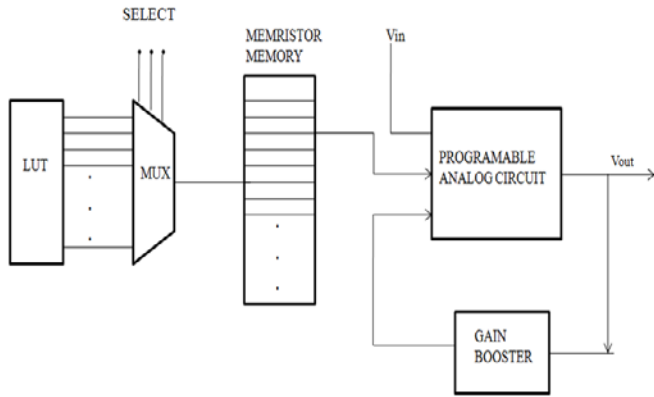 SELECT
MEMRISTOR
MEMORY
Vin
LUT
MUX
PROGRAMABLE
ANALOG CIRCUIT
Vout
GAIN
BOOSTER